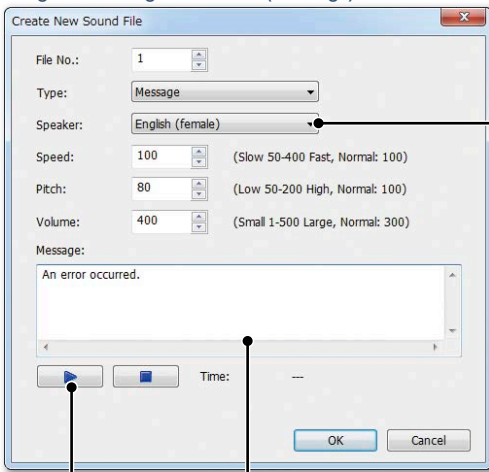 Create New Sound File
File No.: 1
Type: Message
Speaker: English (female)
Speed: 100 (Slow 50-400 Fast, Normal: 100)
Pitch: 80 (Low 50-200 High, Normal: 100)
Volume: 400 (Small 1-500 Large, Normal: 300)
Message:
An error occurred.
Time: ---
OK Cancel